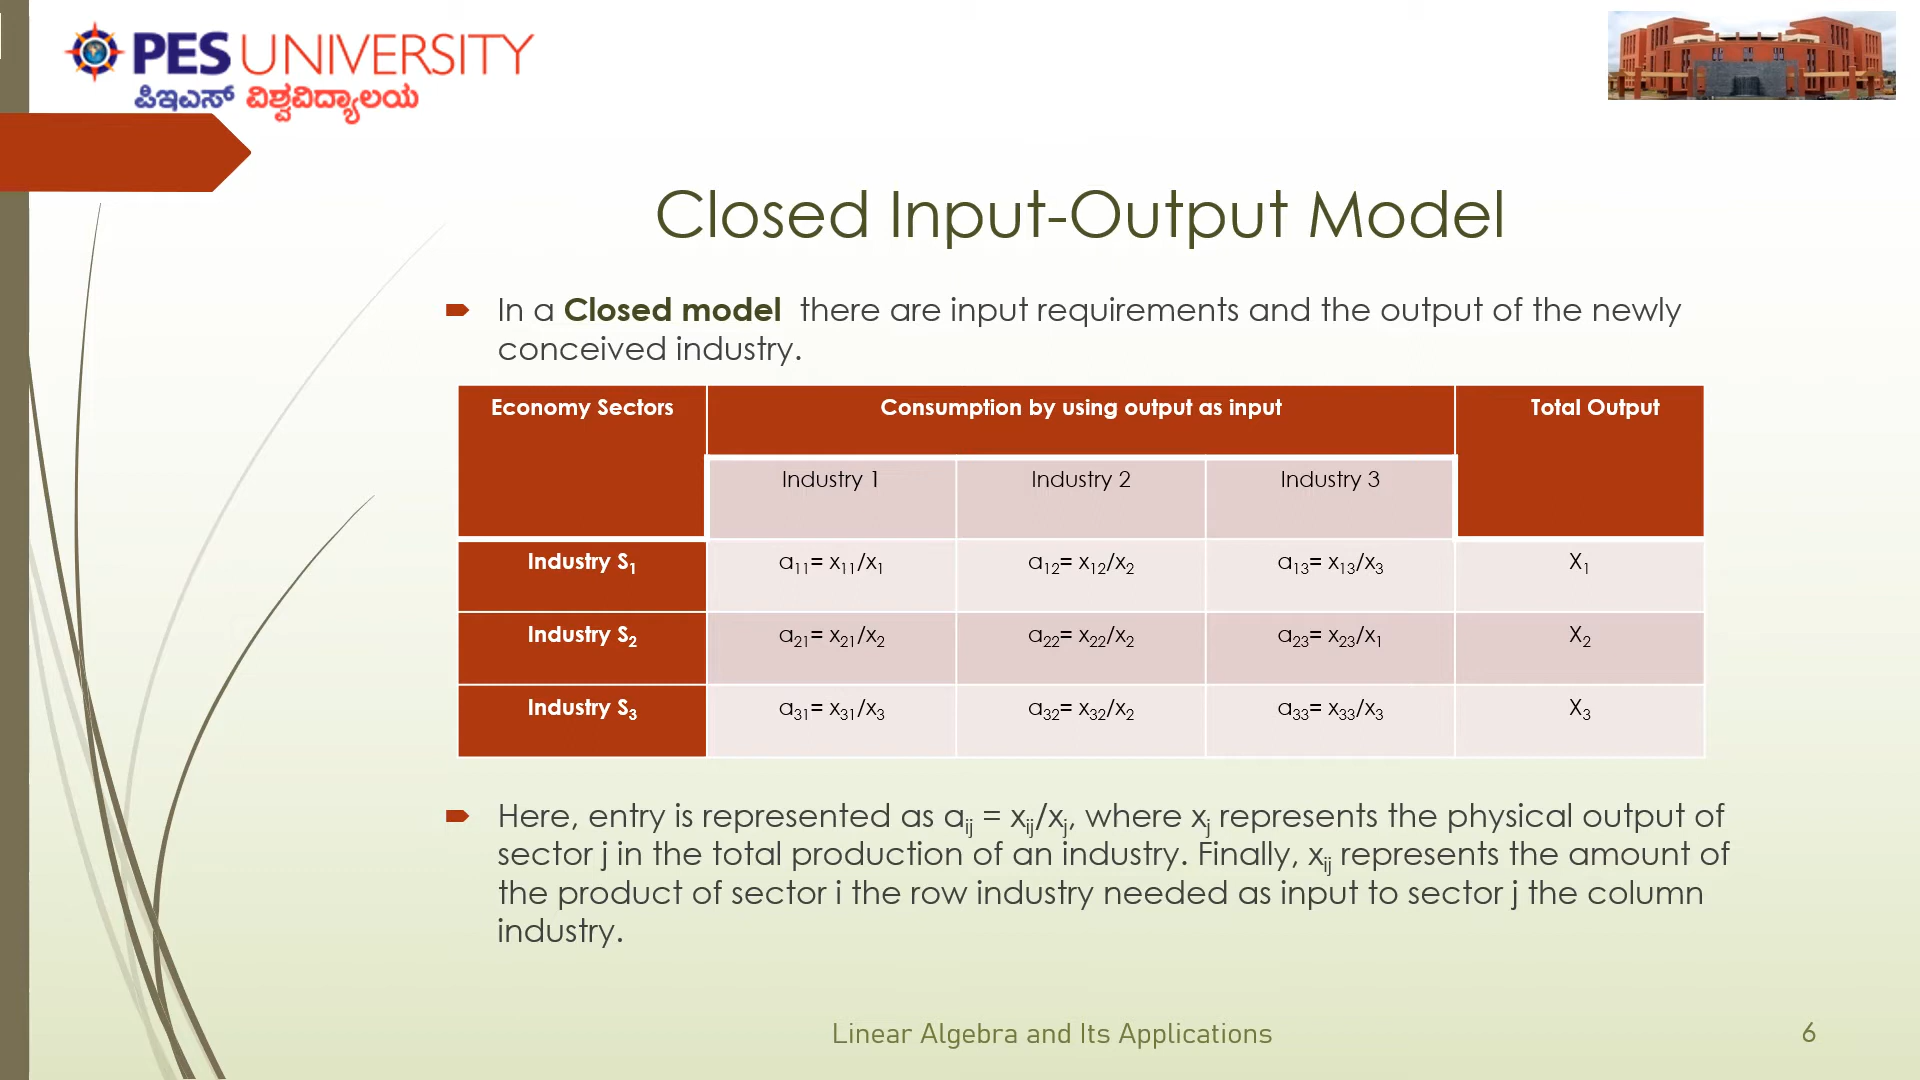 PES UNIVERSITY
ಪಿಇಎಸ್ ವಿಶ್ವವಿದ್ಯಾಲಯ
Closed Input-Output Model
In a Closed model there are input requirements and the output of the newly
conceived industry.
Economy Sectors Consumption by using output as input Total Output
Industry 1 Industry 2 Industry 3
Industry S₁ a₁₁= x₁₁/x₁ a₁₂= x₁₂/x₂ a₁₃= x₁₃/x₃ X₁
Industry S₂ a₂₁= x₂₁/x₂ a₂₂= x₂₂/x₂ a₂₃= x₂₃/x₁ X₂
Industry S₃ a₃₁= x₃₁/x₃ a₃₂= x₃₂/x₂ a₃₃= x₃₃/x₃ X₃
Here, entry is represented as aᵢⱼ = xᵢⱼ/xⱼ, where xⱼ represents the physical output of
sector j in the total production of an industry. Finally, xᵢⱼ represents the amount of
the product of sector i the row industry needed as input to sector j the column
industry.
Linear Algebra and Its Applications
6